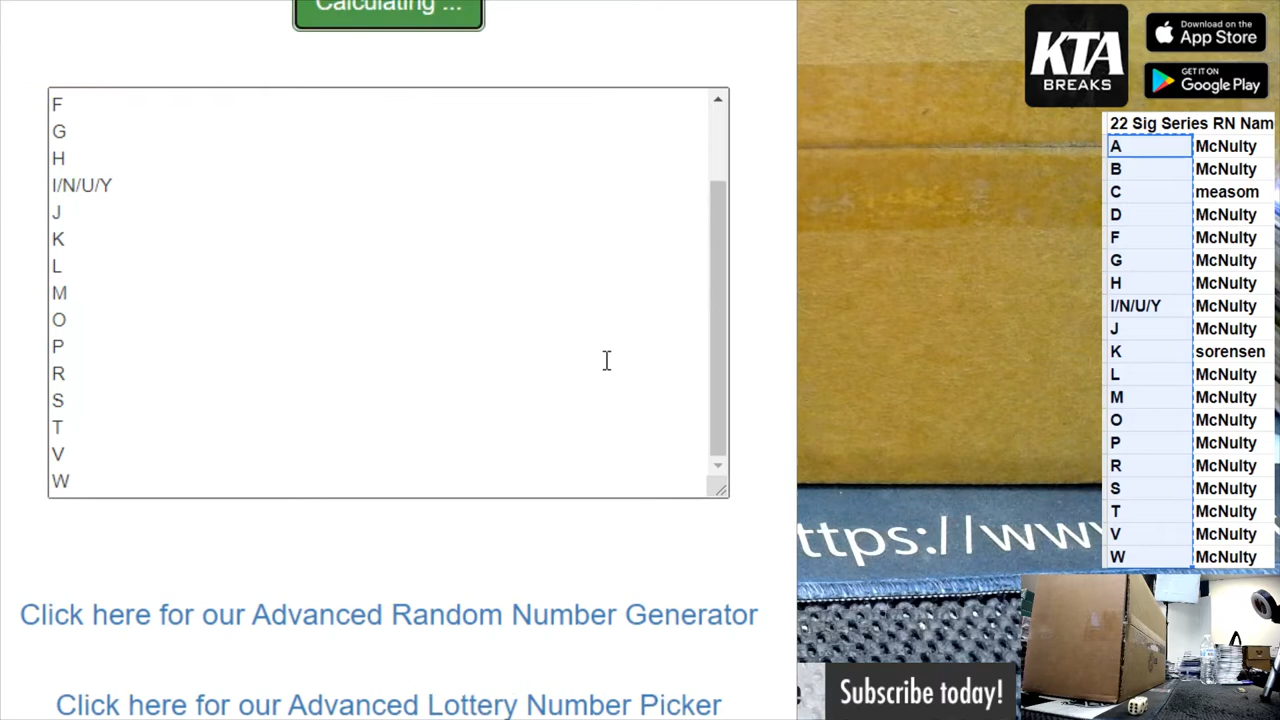 Calculating ...
F
G
H
I/N/U/Y
J
K
L
M
O
P
R
S
T
V
W
Click here for our Advanced Random Number Generator
Click here for our Advanced Lottery Number Picker
KTA
BREAKS
Download on the
App Store
GET IT ON
Google Play
22 Sig Series RN Nam
A McNulty
B McNulty
C measom
D McNulty
F McNulty
G McNulty
H McNulty
I/N/U/Y McNulty
J McNulty
K sorensen
L McNulty
M McNulty
O McNulty
P McNulty
R McNulty
S McNulty
T McNulty
V McNulty
W McNulty
ttps://www
e
Subscribe today!